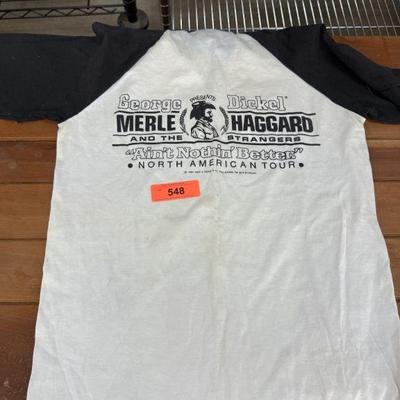 George PRESENTS Dickel®
MERLE HAGGARD
AND THE STRANGERS
"Ain't Nothin' Better"
• NORTH AMERICAN TOUR •
548